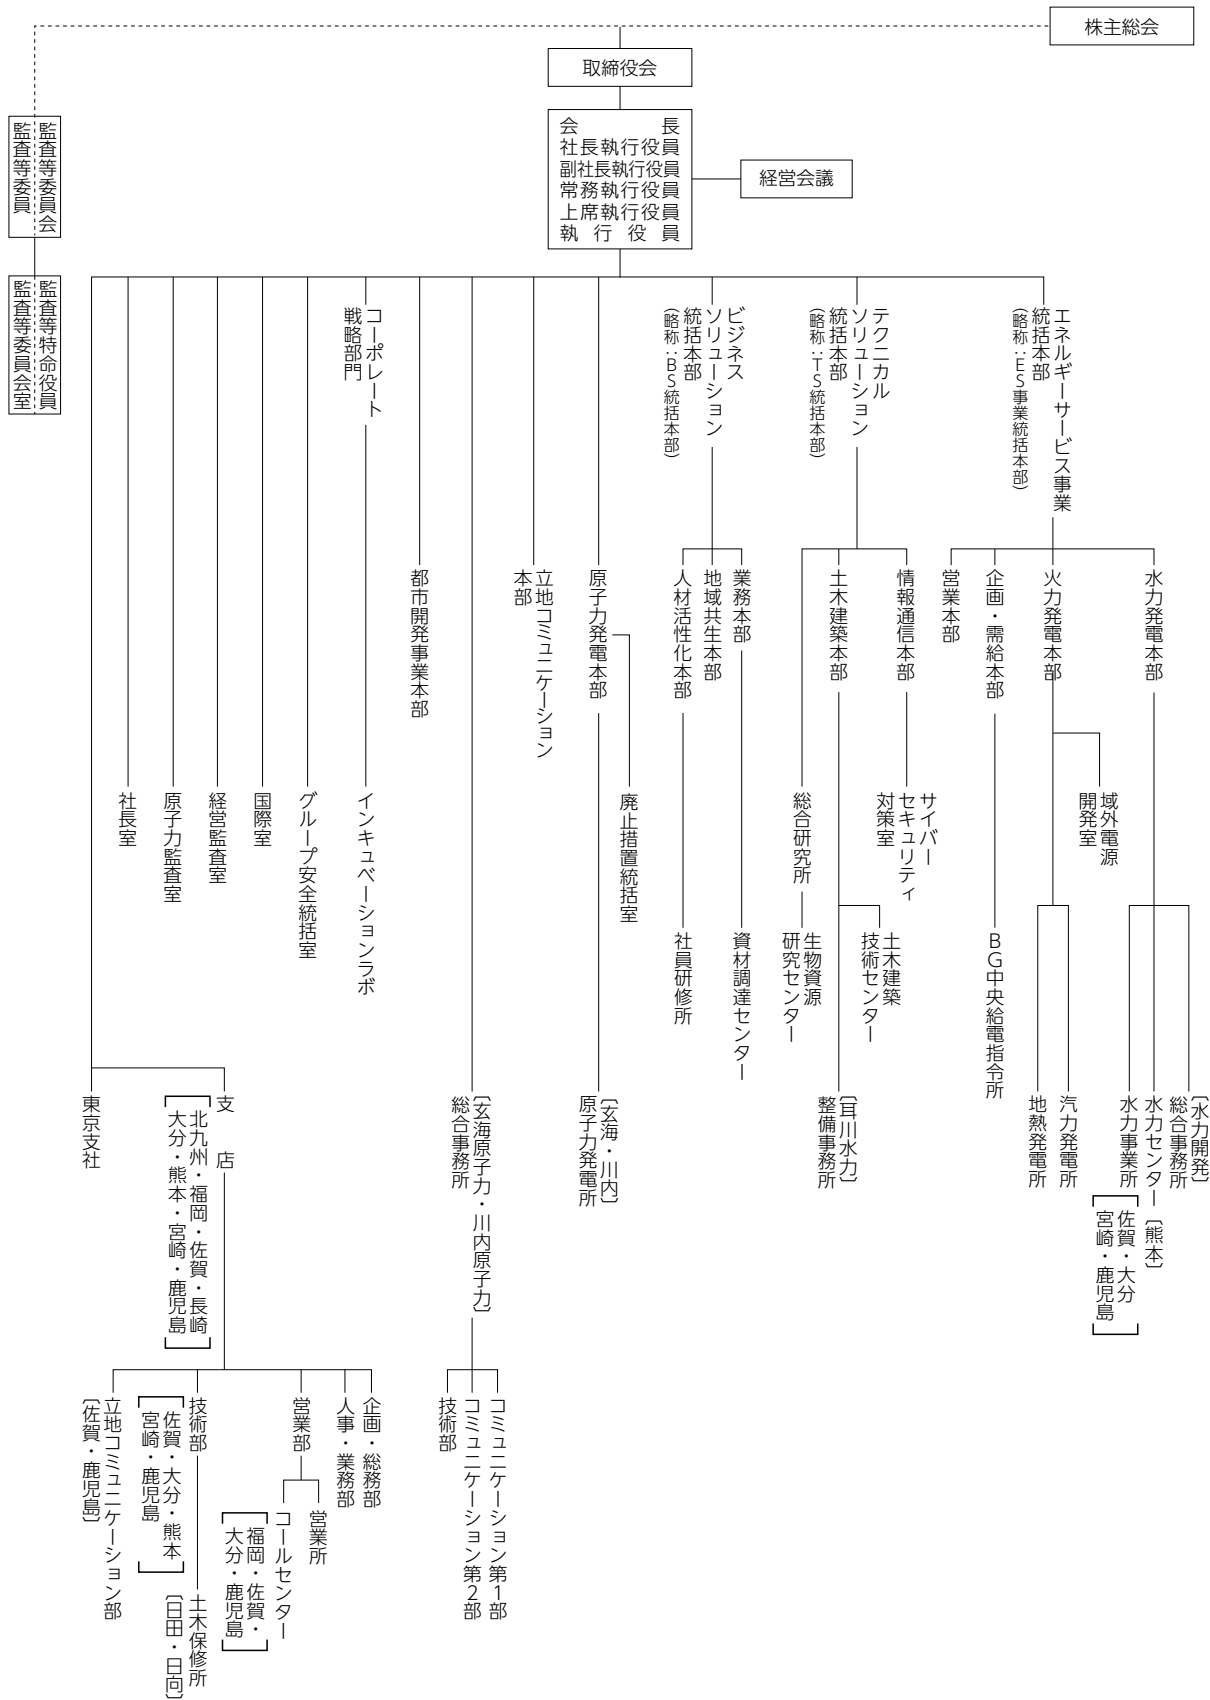 株主総会
取締役会
会長
社長執行役員
副社長執行役員
常務執行役員
上席執行役員
執行役員
経営会議
監査等委員会
監査等委員
監査等特命役員
監査等委員会室
エネルギーサービス事業
統括本部
（略称：ES事業統括本部）
テクニカル
ソリューション
統括本部
（略称：TS統括本部）
ビジネス
ソリューション
統括本部
（略称：BS統括本部）
コーポレート
戦略部門
水力発電本部
火力発電本部
企画・需給本部
営業本部
情報通信本部
土木建築本部
業務本部
地域共生本部
人材活性化本部
原子力発電本部
立地コミュニケーション
本部
都市開発事業本部
域外電源
開発室
サイバー
セキュリティ
対策室
総合研究所
廃止措置統括室
インキュベーションラボ
グループ安全統括室
国際室
経営監査室
原子力監査室
社長室
BG中央給電指令所
土木建築
技術センター
生物資源
研究センター
資材調達センター
社員研修所
〔水力開発〕
総合事務所
水力センター〔熊本〕
水力事業所
佐賀・大分
宮崎・鹿児島
汽力発電所
地熱発電所
〔耳川水力〕
整備事務所
〔玄海・川内〕
原子力発電所
〔玄海原子力・川内原子力〕
総合事務所
支店
北九州・福岡・佐賀・長崎
大分・熊本・宮崎・鹿児島
東京支社
コミュニケーション第1部
コミュニケーション第2部
技術部
企画・総務部
人事・業務部
営業部
営業所
コールセンター
福岡・佐賀・
大分・鹿児島
技術部
佐賀・大分・熊本
宮崎・鹿児島
土木保修所
〔日田・日向〕
立地コミュニケーション部
〔佐賀・鹿児島〕